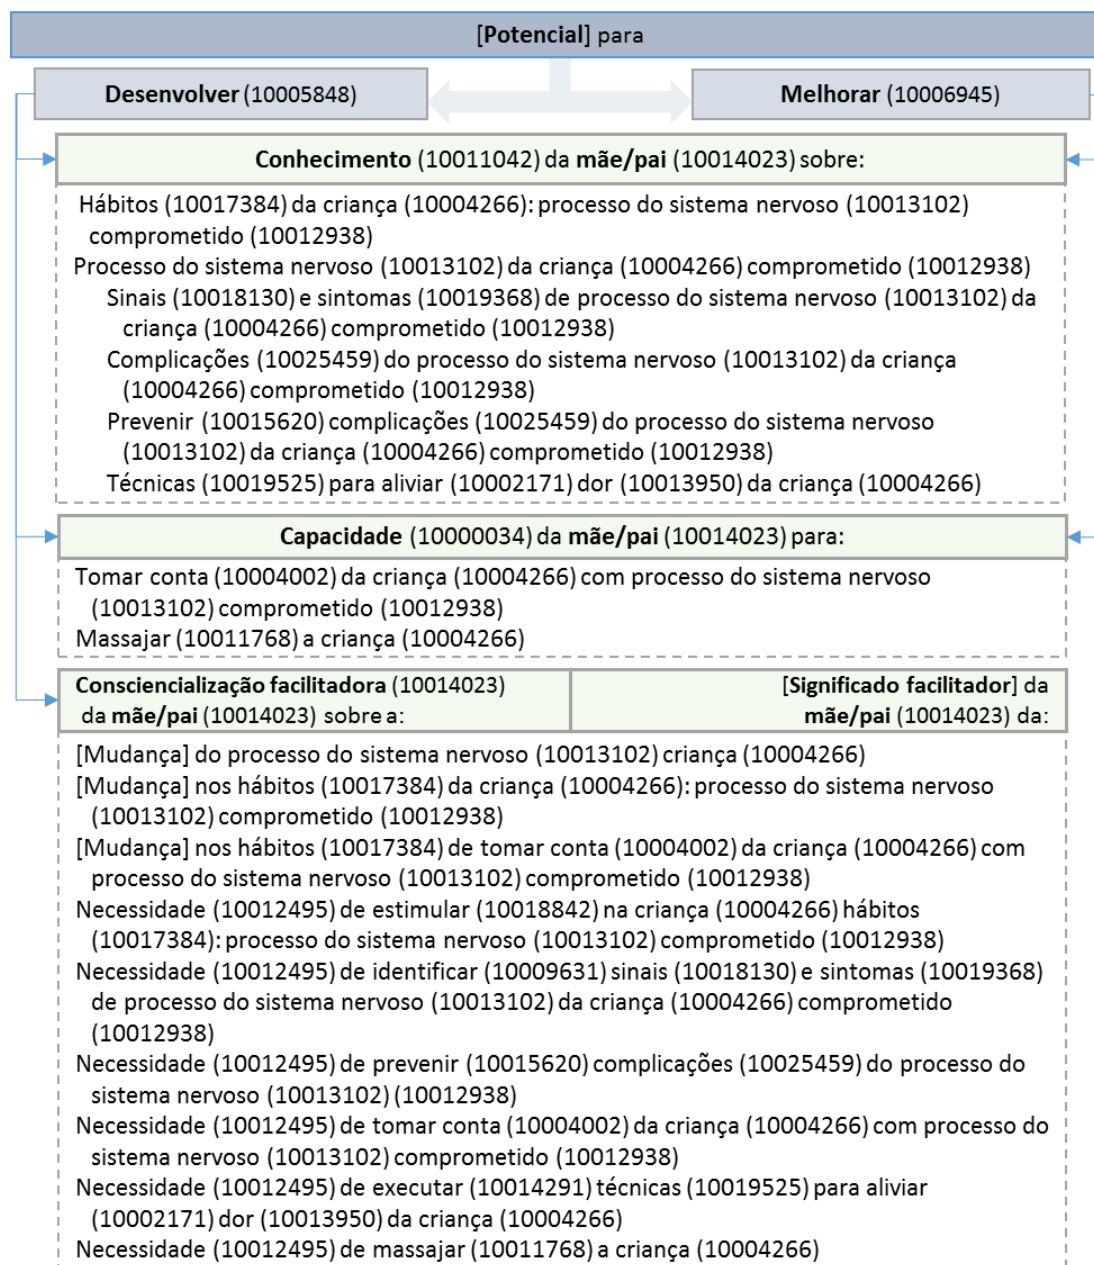 [Potencial] para
Desenvolver (10005848)
Melhorar (10006945)
Conhecimento (10011042) da mãe/pai (10014023) sobre:
Hábitos (10017384) da criança (10004266): processo do sistema nervoso (10013102)
comprometido (10012938)
Processo do sistema nervoso (10013102) da criança (10004266) comprometido (10012938)
Sinais (10018130) e sintomas (10019368) de processo do sistema nervoso (10013102) da
criança (10004266) comprometido (10012938)
Complicações (10025459) do processo do sistema nervoso (10013102) da criança
(10004266) comprometido (10012938)
Prevenir (10015620) complicações (10025459) do processo do sistema nervoso
(10013102) da criança (10004266) comprometido (10012938)
Técnicas (10019525) para aliviar (10002171) dor (10013950) da criança (10004266)
Capacidade (10000034) da mãe/pai (10014023) para:
Tomar conta (10004002) da criança (10004266) com processo do sistema nervoso
(10013102) comprometido (10012938)
Massajar (10011768) a criança (10004266)
Consciencialização facilitadora (10014023)
da mãe/pai (10014023) sobre a:
[Significado facilitador] da
mãe/pai (10014023) da:
[Mudança] do processo do sistema nervoso (10013102) criança (10004266)
[Mudança] nos hábitos (10017384) da criança (10004266): processo do sistema nervoso
(10013102) comprometido (10012938)
[Mudança] nos hábitos (10017384) de tomar conta (10004002) da criança (10004266) com
processo do sistema nervoso (10013102) comprometido (10012938)
Necessidade (10012495) de estimular (10018842) na criança (10004266) hábitos
(10017384): processo do sistema nervoso (10013102) comprometido (10012938)
Necessidade (10012495) de identificar (10009631) sinais (10018130) e sintomas (10019368)
de processo do sistema nervoso (10013102) da criança (10004266) comprometido
(10012938)
Necessidade (10012495) de prevenir (10015620) complicações (10025459) do processo do
sistema nervoso (10013102) (10012938)
Necessidade (10012495) de tomar conta (10004002) da criança (10004266) com processo do
sistema nervoso (10013102) comprometido (10012938)
Necessidade (10012495) de executar (10014291) técnicas (10019525) para aliviar
(10002171) dor (10013950) da criança (10004266)
Necessidade (10012495) de massajar (10011768) a criança (10004266)